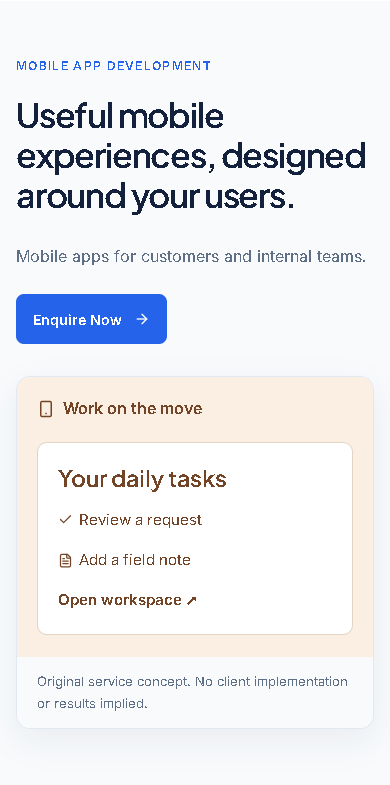 MOBILE APP DEVELOPMENT
Useful mobile
experiences, designed
around your users.
Mobile apps for customers and internal teams.
Enquire Now →
Work on the move
Your daily tasks
Review a request
Add a field note
Open workspace ↗
Original service concept. No client implementation
or results implied.